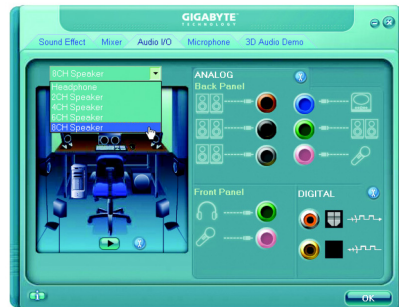 GIGABYTE
TECHNOLOGY
Sound Effect Mixer Audio I/O Microphone 3D Audio Demo
8CH Speaker
Headphone
2CH Speaker
4CH Speaker
6CH Speaker
8CH Speaker
ANALOG
Back Panel
Front Panel
DIGITAL
OK